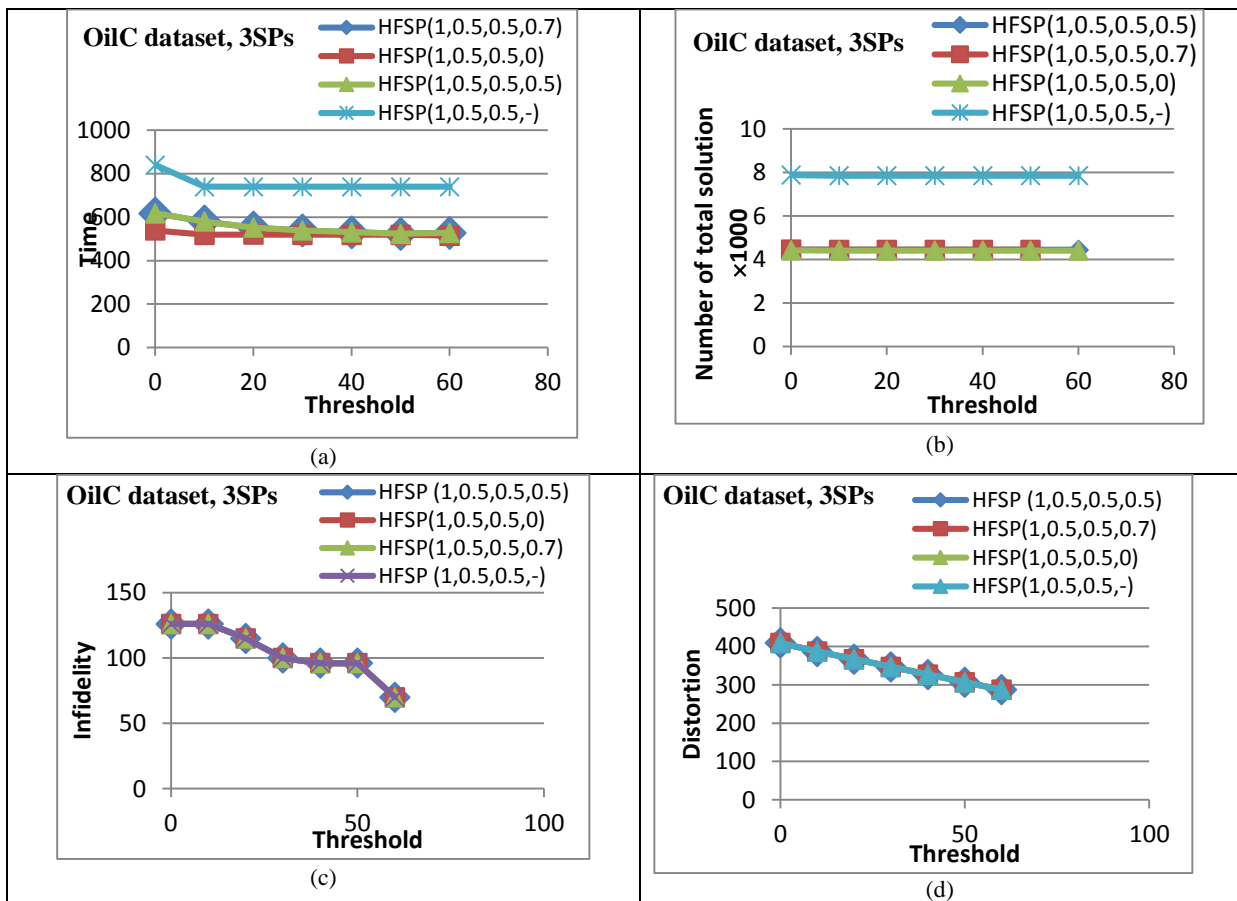 OilC dataset, 3SPs
HFSP(1,0.5,0.5,0.7)
HFSP(1,0.5,0.5,0)
HFSP(1,0.5,0.5,0.5)
HFSP(1,0.5,0.5,-)
Time
1000
800
600
400
200
0
0 20 40 60 80
Threshold
(a)
OilC dataset, 3SPs
HFSP(1,0.5,0.5,0.5)
HFSP(1,0.5,0.5,0.7)
HFSP(1,0.5,0.5,0)
HFSP(1,0.5,0.5,-)
Number of total solution
×1000
10
8
6
4
2
0
0 20 40 60 80
Threshold
(b)
OilC dataset, 3SPs
HFSP (1,0.5,0.5,0.5)
HFSP(1,0.5,0.5,0)
HFSP(1,0.5,0.5,0.7)
HFSP (1,0.5,0.5,-)
Infidelity
150
100
50
0
0 50 100
Threshold
(c)
OilC dataset, 3SPs
HFSP (1,0.5,0.5,0.5)
HFSP(1,0.5,0.5,0.7)
HFSP(1,0.5,0.5,0)
HFSP(1,0.5,0.5,-)
Distortion
500
400
300
200
100
0
0 50 100
Threshold
(d)